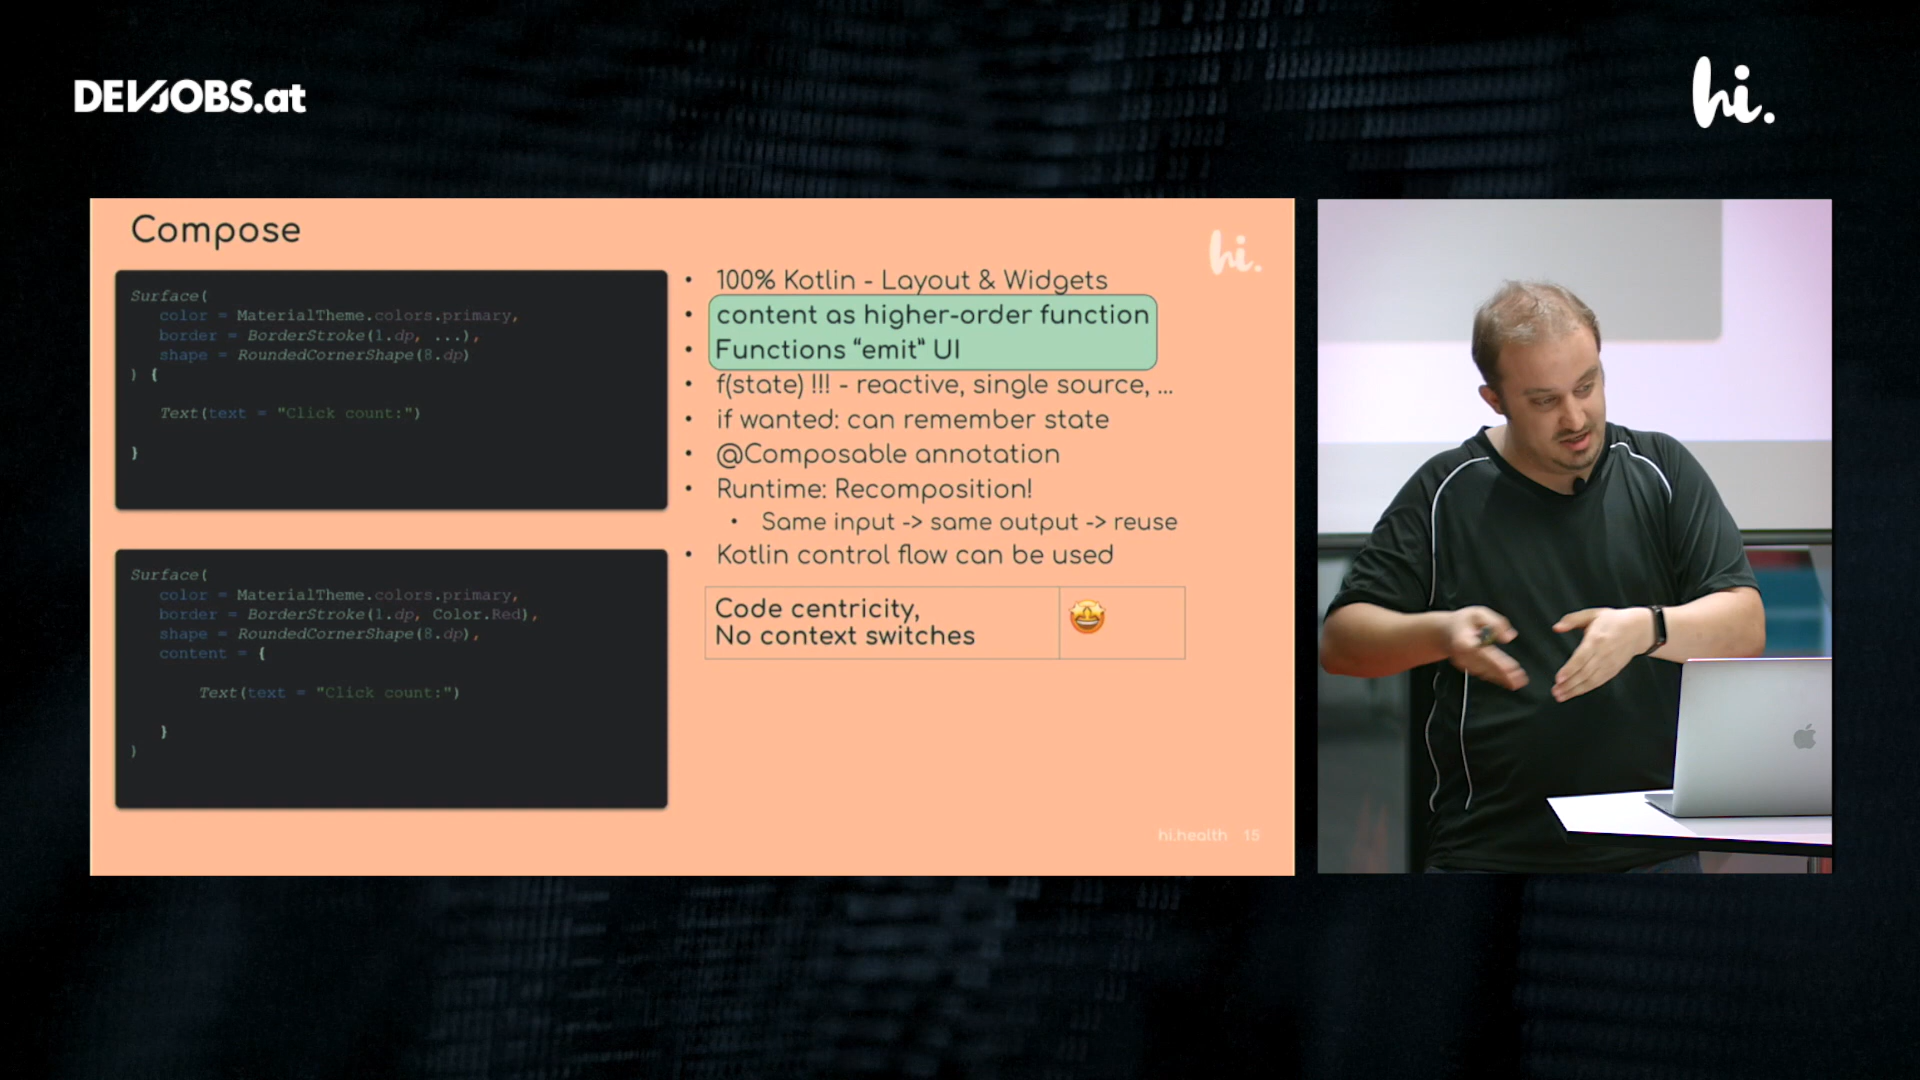 DEVJOBS.at
hi.
Compose
hi.
Surface(
color = MaterialTheme.colors.primary,
border = BorderStroke(1.dp, ...),
shape = RoundedCornerShape(8.dp)
) {
Text(text = "Click count:")
}
Surface(
color = MaterialTheme.colors.primary,
border = BorderStroke(1.dp, Color.Red),
shape = RoundedCornerShape(8.dp),
content = {
Text(text = "Click count:")
}
)
• 100% Kotlin - Layout & Widgets
• content as higher-order function
• Functions “emit” UI
• f(state) !!! - reactive, single source, ...
• if wanted: can remember state
• @Composable annotation
• Runtime: Recomposition!
• Same input -> same output -> reuse
• Kotlin control flow can be used
Code centricity,
No context switches
🤩
hi.health 15